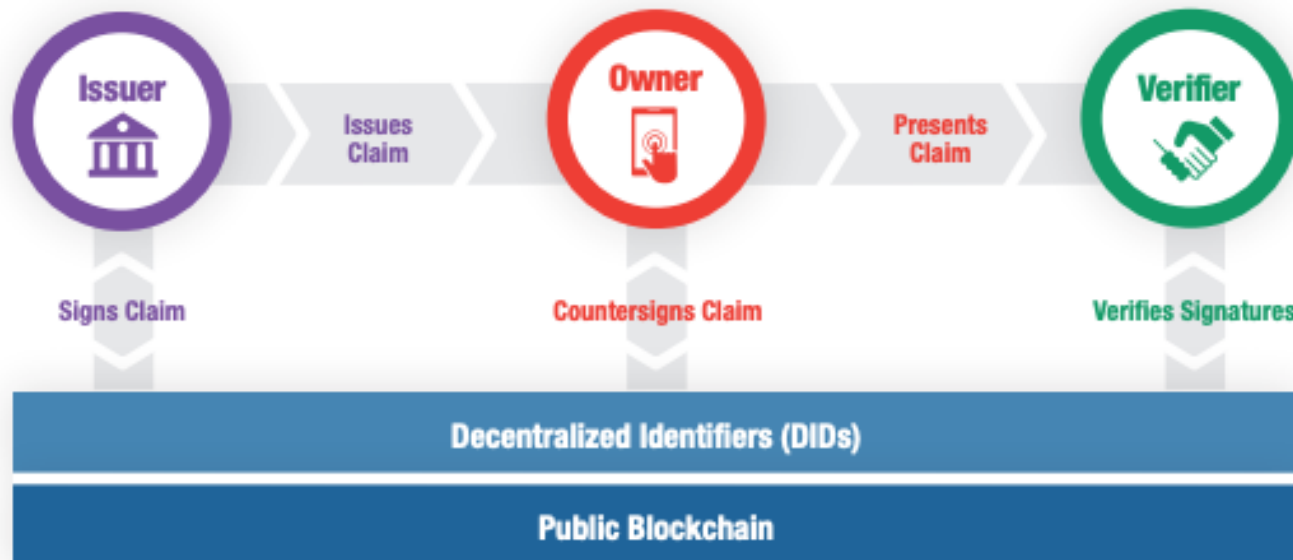 Issuer
Issues
Claim
Owner
Presents
Claim
Verifier
Signs Claim
Countersigns Claim
Verifies Signatures
Decentralized Identifiers (DIDs)
Public Blockchain